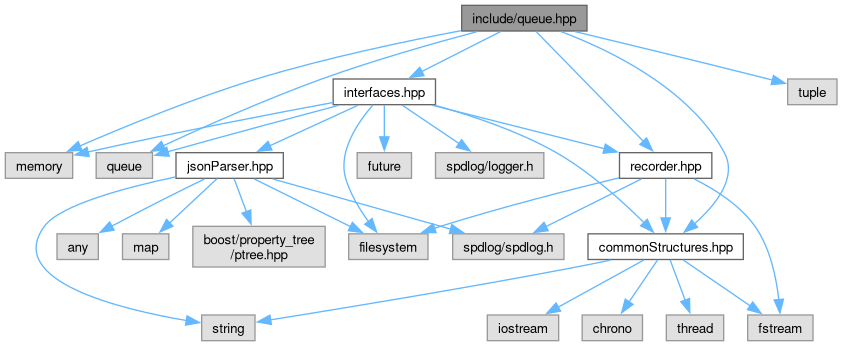 include/queue.hpp
interfaces.hpp
tuple
memory
queue
jsonParser.hpp
future
spdlog/logger.h
recorder.hpp
any
map
boost/property_tree
/ptree.hpp
filesystem
spdlog/spdlog.h
commonStructures.hpp
string
iostream
chrono
thread
fstream